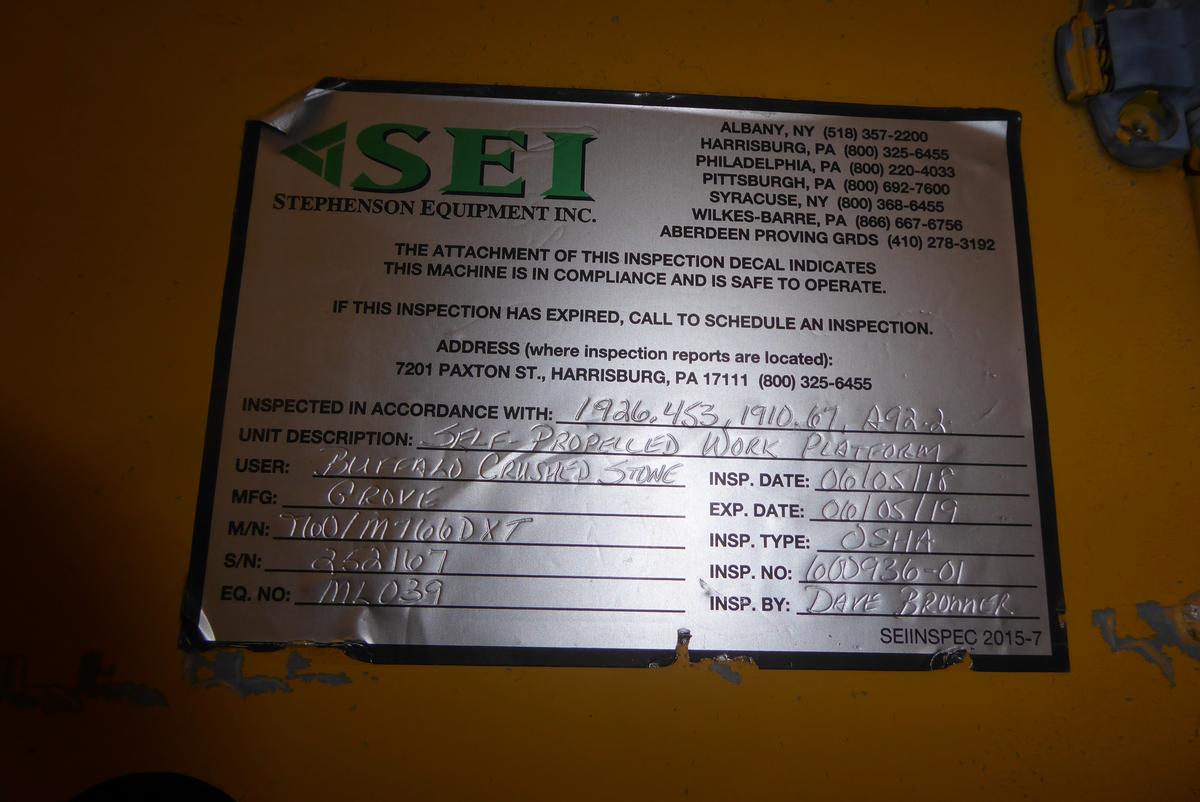 SEI
STEPHENSON EQUIPMENT INC.
ALBANY, NY (518) 357-2200
HARRISBURG, PA (800) 325-6455
PHILADELPHIA, PA (800) 220-4033
PITTSBURGH, PA (800) 692-7600
SYRACUSE, NY (800) 368-6455
WILKES-BARRE, PA (866) 667-6756
ABERDEEN PROVING GRDS (410) 278-3192
THE ATTACHMENT OF THIS INSPECTION DECAL INDICATES
THIS MACHINE IS IN COMPLIANCE AND IS SAFE TO OPERATE.
IF THIS INSPECTION HAS EXPIRED, CALL TO SCHEDULE AN INSPECTION.
ADDRESS (where inspection reports are located):
7201 PAXTON ST., HARRISBURG, PA 17111 (800) 325-6455
INSPECTED IN ACCORDANCE WITH: 1926.453, 1910.67, A92.2
UNIT DESCRIPTION: SELF-PROPELLED WORK PLATFORM
USER: BUFFALO CRUSHED STONE
MFG: GROVE
M/N:
S/N: 252167
EQ. NO: ML039
INSP. DATE: 06/05/18
EXP. DATE: 06/05/19
INSP. TYPE: OSHA
INSP. NO: 600936-01
INSP. BY: DAVE
SEIINSPEC 2015-7